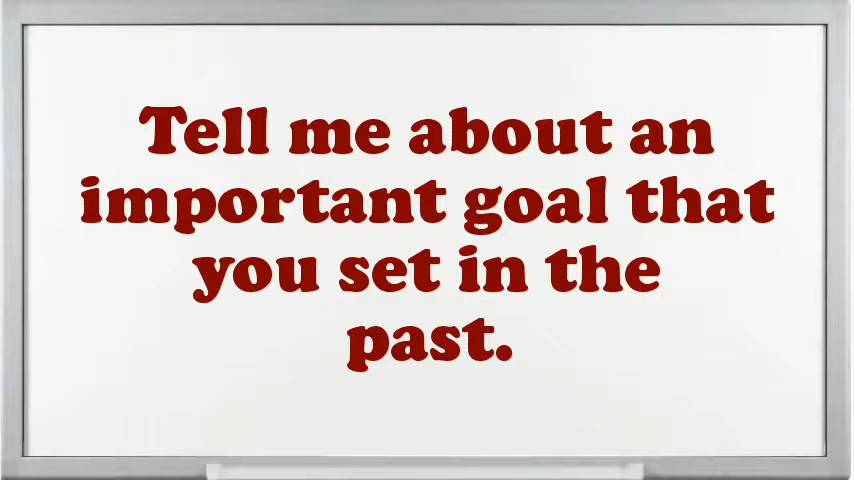 Tell me about an
important goal that
you set in the
past.